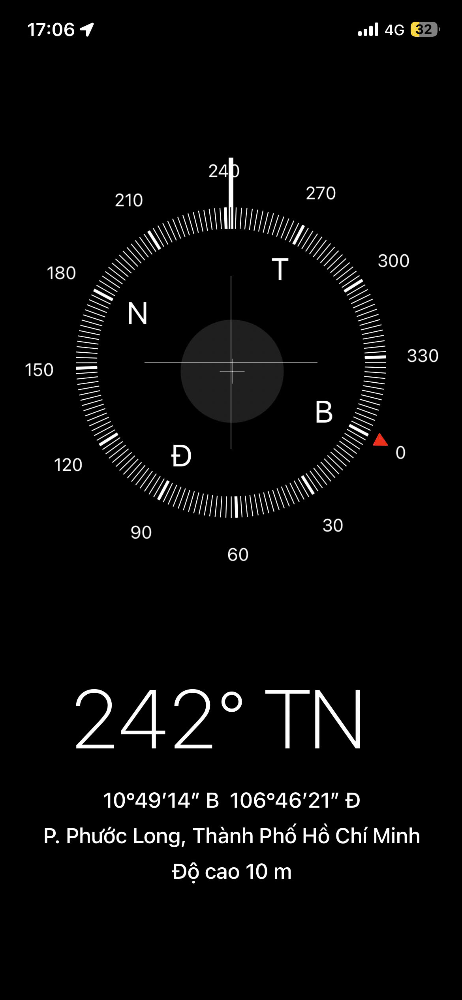 17:06 4G 32
240
210 270
180 300
T
N
150 330
B
Đ
120 0
90 30
60
242° TN
10°49’14” B 106°46’21” Đ
P. Phước Long, Thành Phố Hồ Chí Minh
Độ cao 10 m